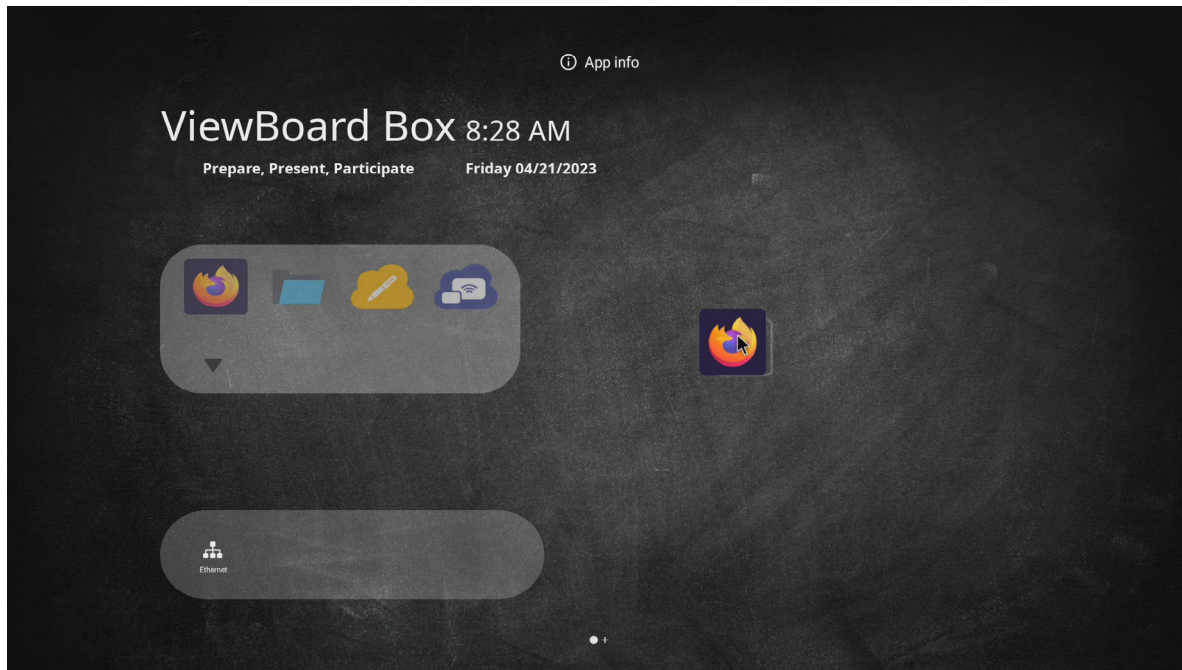 App info
ViewBoard Box 8:28 AM
Prepare, Present, Participate Friday 04/21/2023
Ethernet